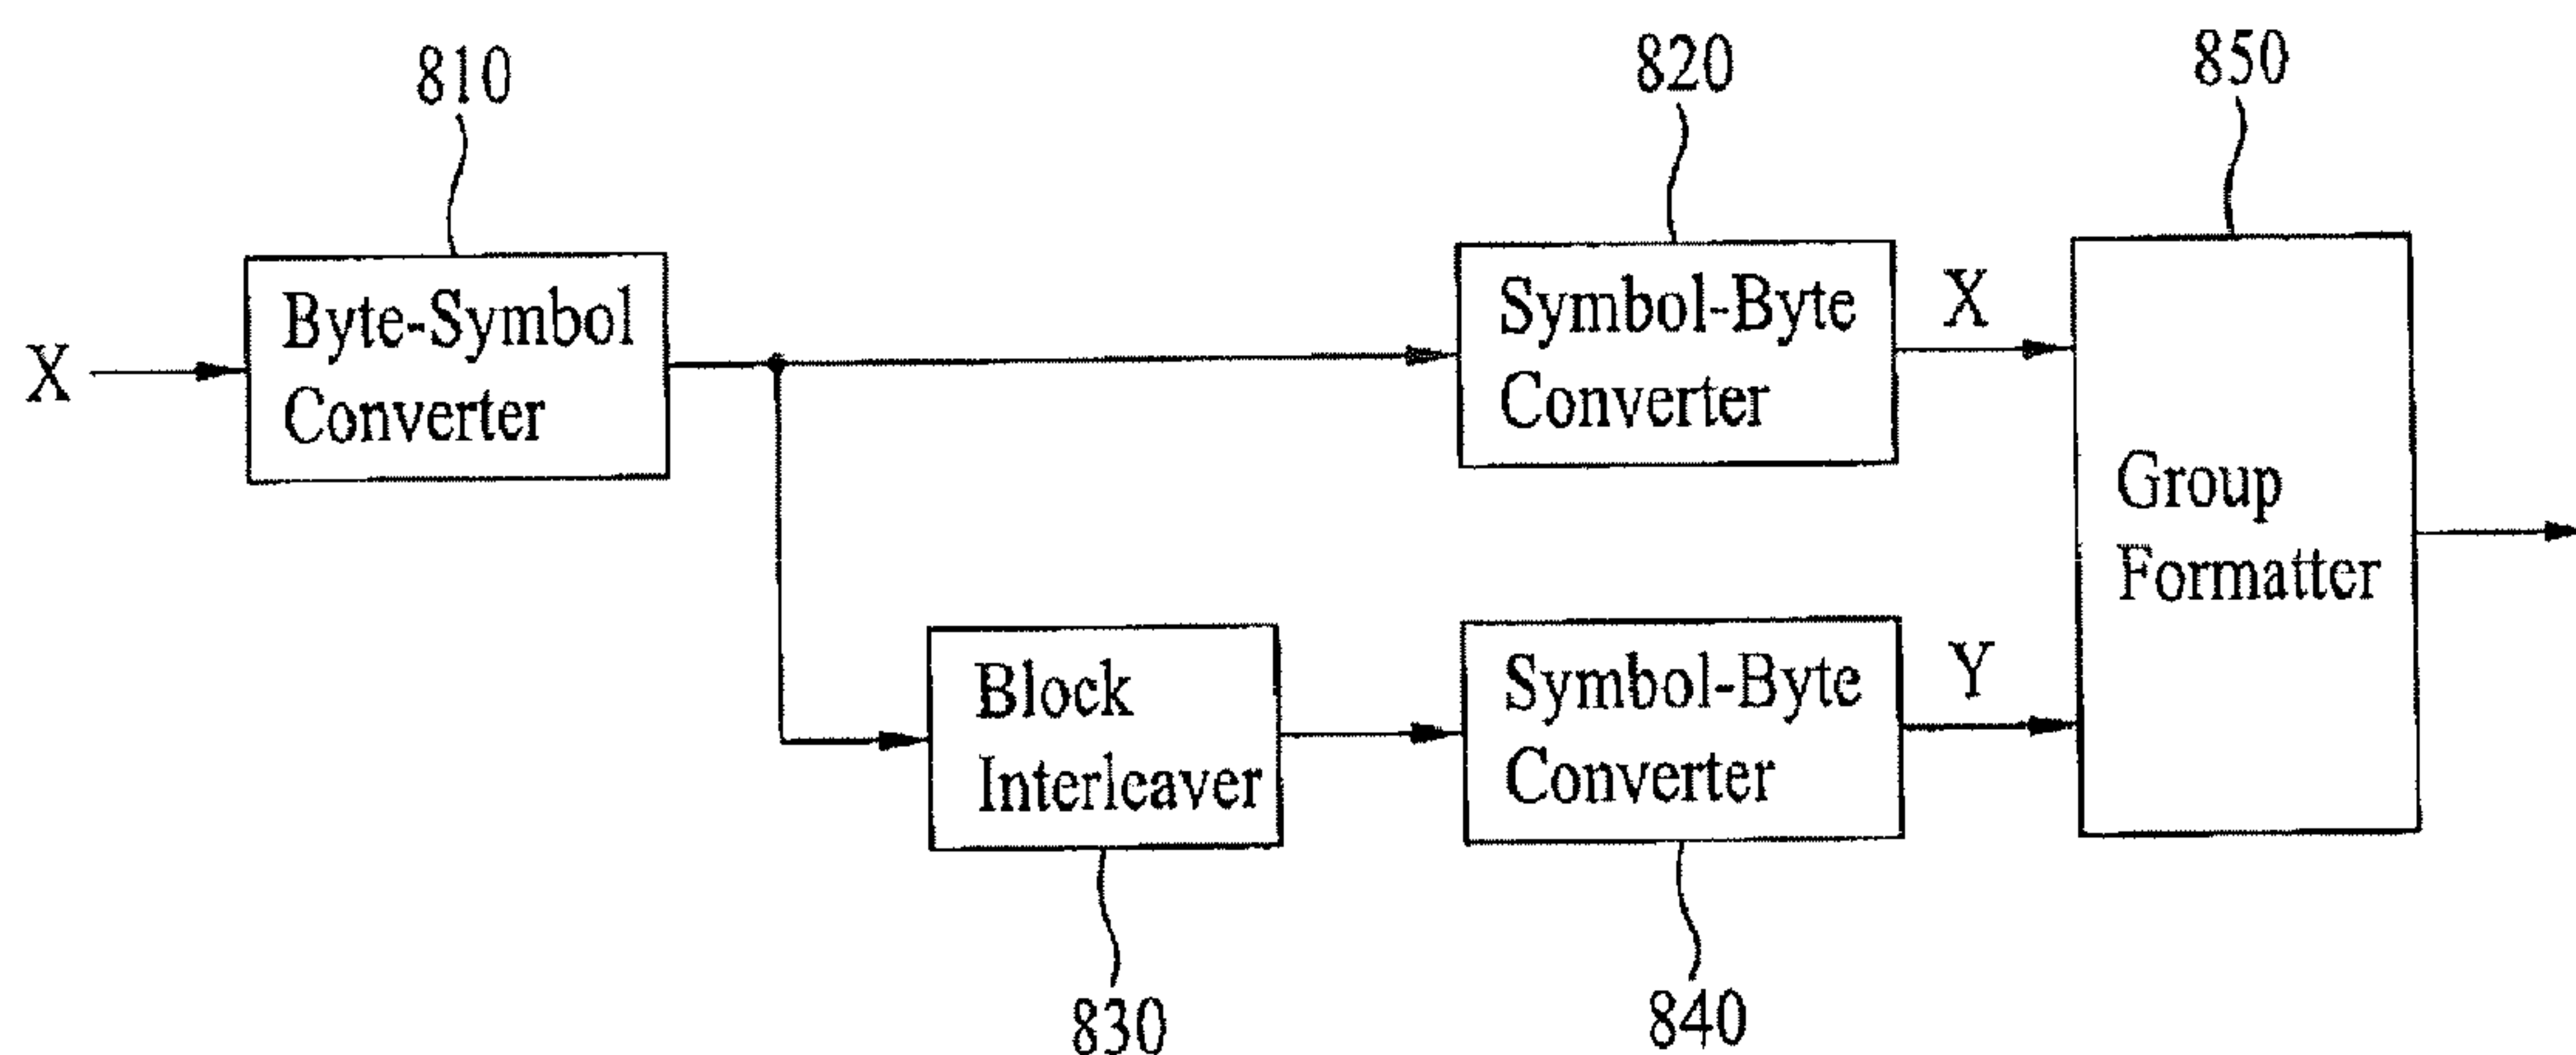 810
820
850
X
Byte-Symbol
Converter
Symbol-Byte
Converter
X
Group
Formatter
Block
Interleaver
Symbol-Byte
Converter
Y
830
840